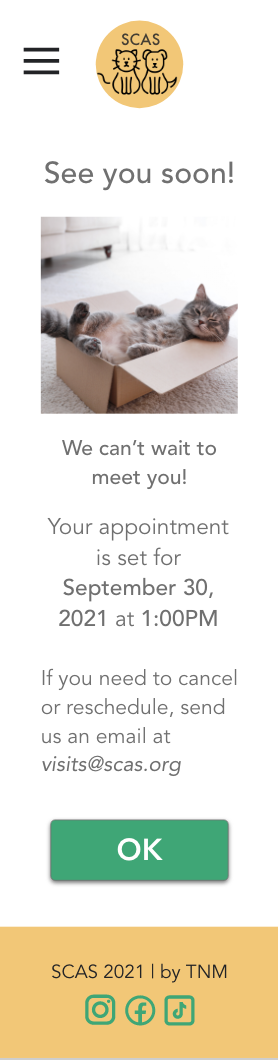 SCAS
See you soon!
We can't wait to
meet you!
Your appointment
is set for
September 30,
2021 at 1:00PM
If you need to cancel
or reschedule, send
us an email at
visits@scas.org
OK
SCAS 2021 | by TNM